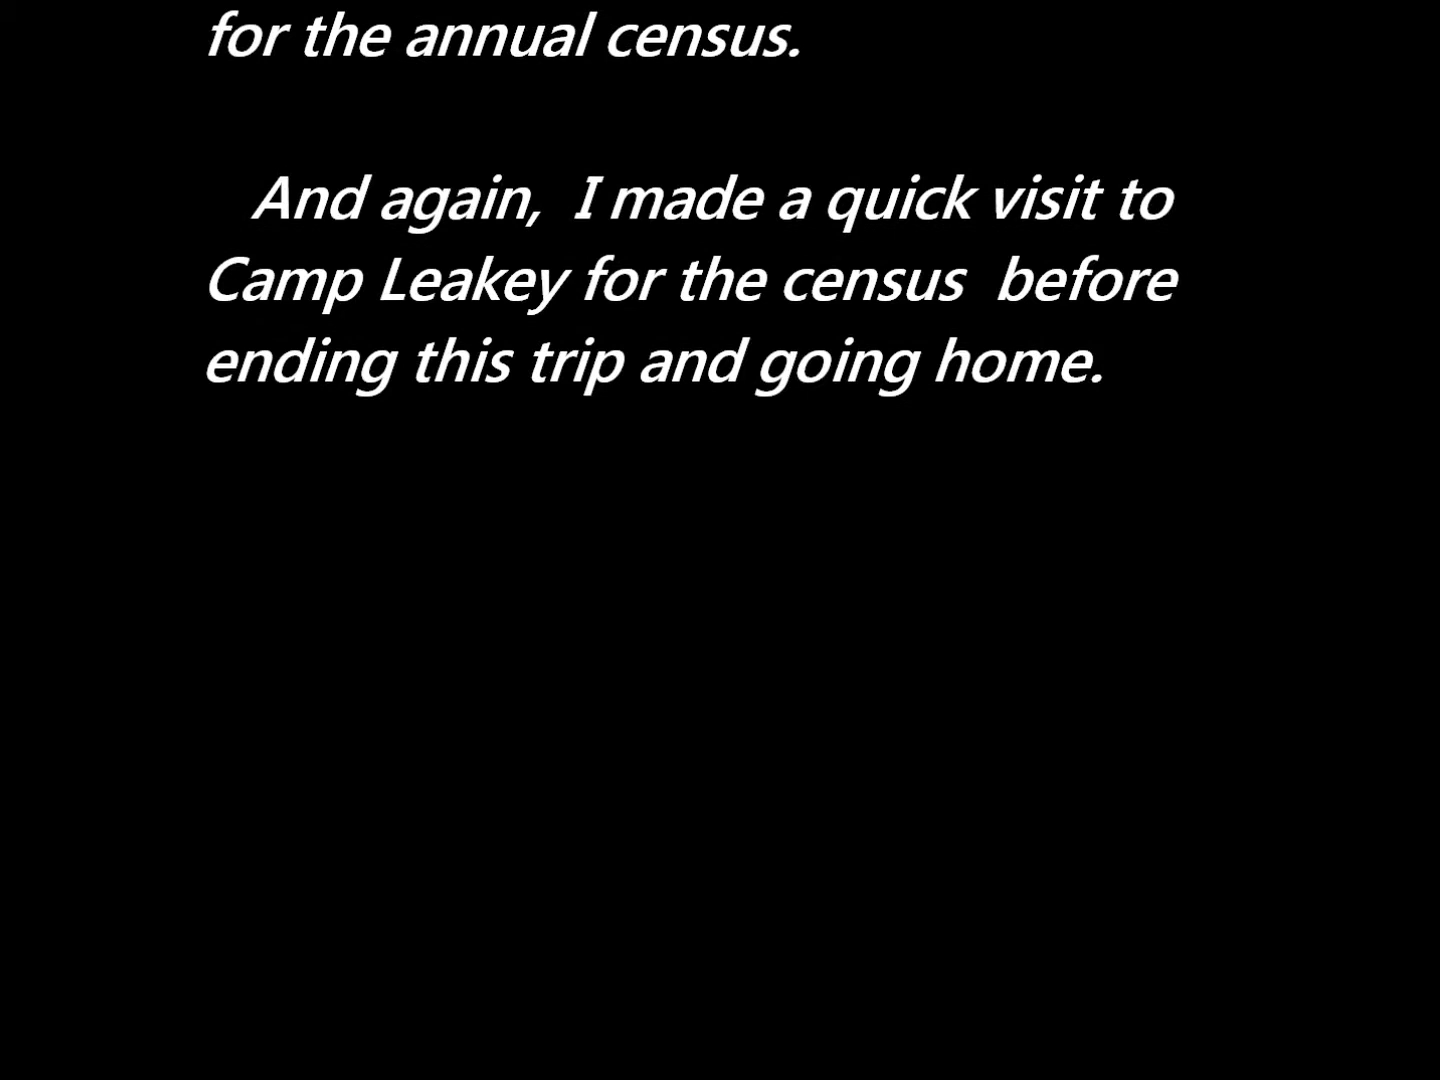 for the annual census.
And again,  I made a quick visit to
Camp Leakey for the census  before
ending this trip and going home.